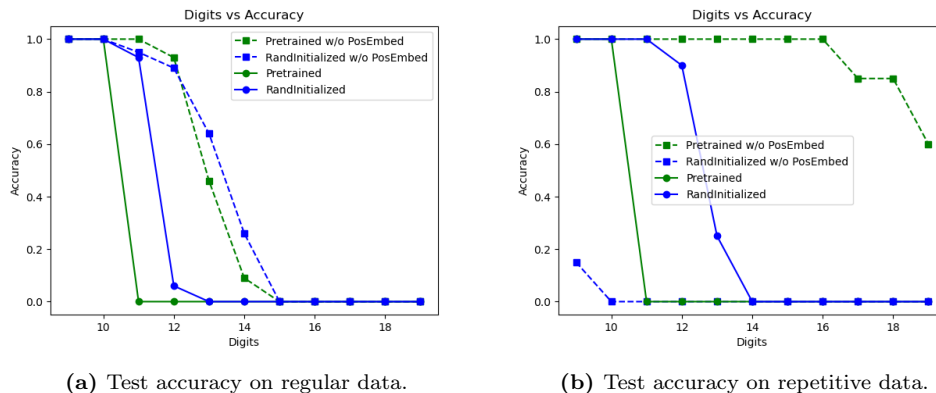 Digits vs Accuracy
1.0
0.8
0.6
0.4
0.2
0.0
Accuracy
Pretrained w/o PosEmbed
RandInitialized w/o PosEmbed
Pretrained
RandInitialized
10 12 14 16 18
Digits
(a) Test accuracy on regular data.
Digits vs Accuracy
1.0
0.8
0.6
0.4
0.2
0.0
Accuracy
Pretrained w/o PosEmbed
RandInitialized w/o PosEmbed
Pretrained
RandInitialized
10 12 14 16 18
Digits
(b) Test accuracy on repetitive data.